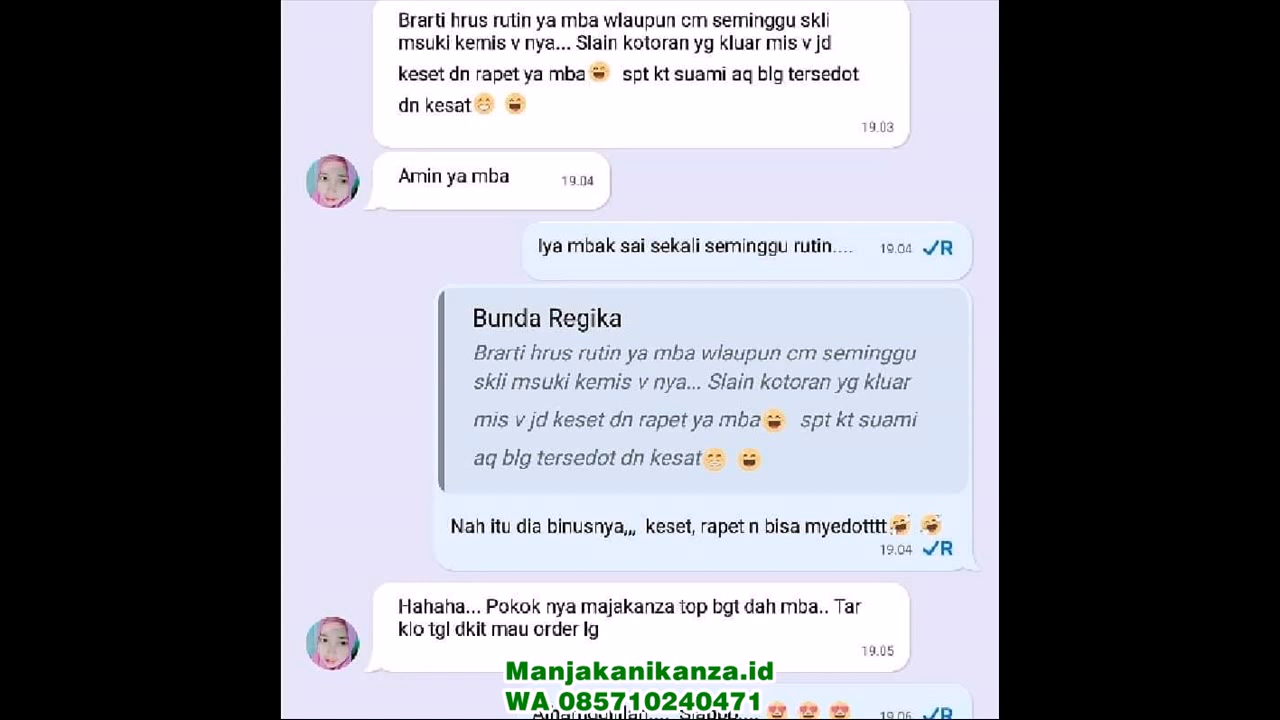 Brarti hrus rutin ya mba wlaupun cm seminggu skli
msuki kemis v nya... Slain kotoran yg kluar mis v jd
keset dn rapet ya mba😄 spt kt suami aq blg tersedot
dn kesat😁 😄
19.03
Amin ya mba 19.04
Iya mbak sai sekali seminggu rutin.... 19.04 ✓R
Bunda Regika
Brarti hrus rutin ya mba wlaupun cm seminggu
skli msuki kemis v nya... Slain kotoran yg kluar
mis v jd keset dn rapet ya mba😄 spt kt suami
aq blg tersedot dn kesat😁 😄
Nah itu dia binusnya,,, keset, rapet n bisa myedotttt🤣 🤣
19.04 ✓R
Hahaha... Pokok nya majakanza top bgt dah mba.. Tar
klo tgl dkit mau order lg
19.05
Manjakanikanza.id
WA 085710240471
😍 😍 😍 19.06 ✓R